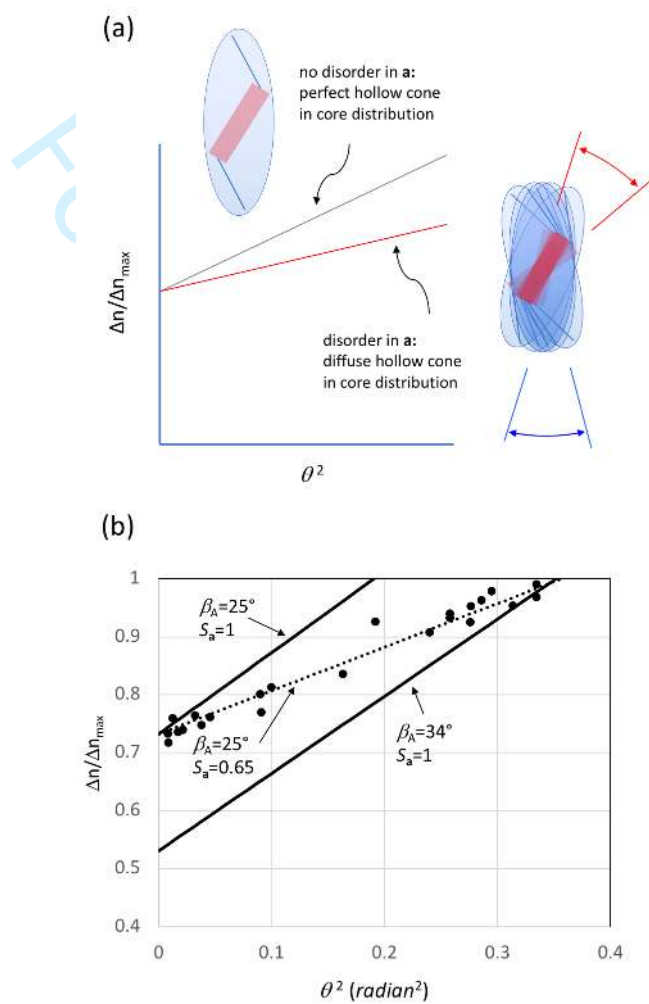 (a)
no disorder in a:
perfect hollow cone
in core distribution
Δn/Δnmax
disorder in a:
diffuse hollow cone
in core distribution
θ 2
(b)
1
0.9
0.8
0.7
0.6
0.5
0.4
βA=25°
Sa=1
βA=25°
Sa=0.65
βA=34°
Sa=1
Δn/Δnmax
0
0.1
0.2
0.3
0.4
θ 2 (radian2)